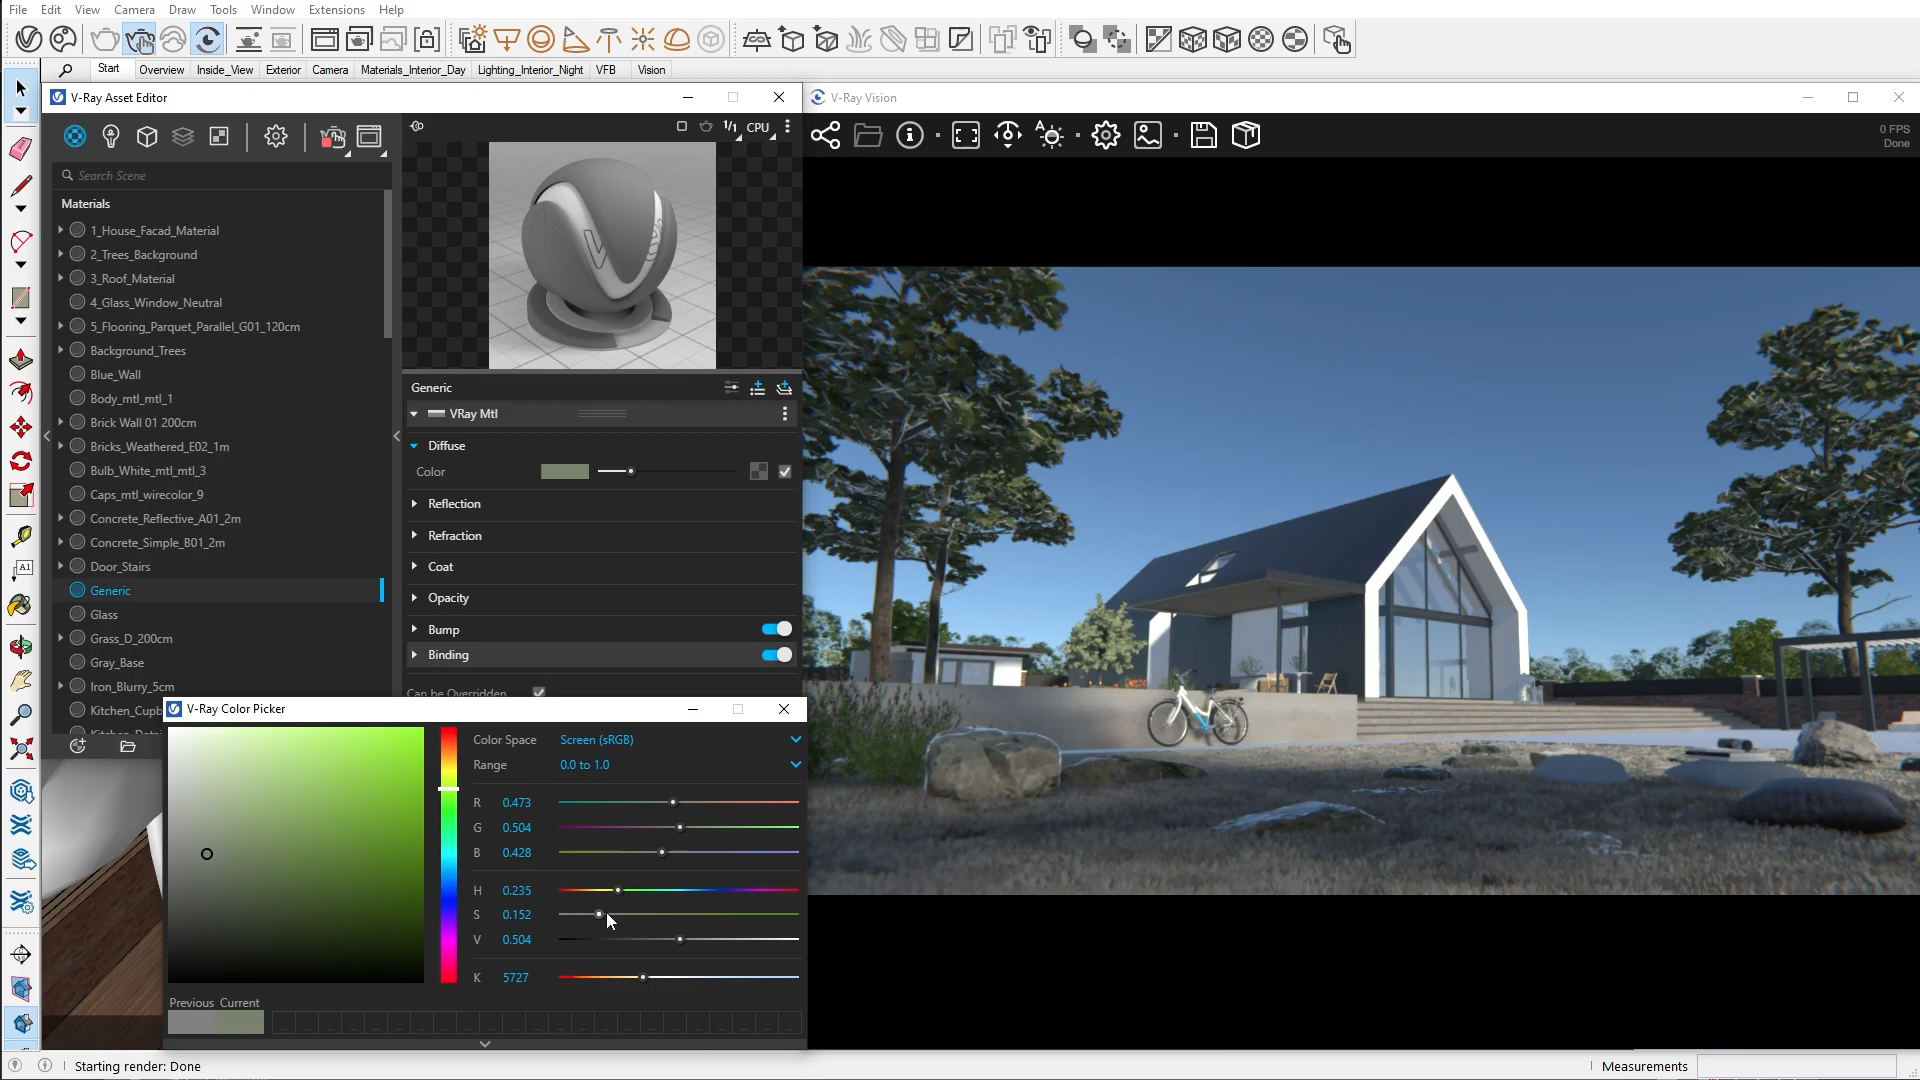 File Edit View Camera Draw Tools Window Extensions Help
Start Overview Inside_View Exterior Camera Materials_Interior_Day Lighting_Interior_Night VFB Vision
V-Ray Asset Editor
V-Ray Vision
1/1 CPU
0 FPS
Done
Search Scene
Materials
1_House_Facad_Material
2_Trees_Background
3_Roof_Material
4_Glass_Window_Neutral
5_Flooring_Parquet_Parallel_G01_120cm
Background_Trees
Blue_Wall
Body_mtl_mtl_1
Brick Wall 01 200cm
Bricks_Weathered_E02_1m
Bulb_White_mtl_mtl_3
Caps_mtl_wirecolor_9
Concrete_Reflective_A01_2m
Concrete_Simple_B01_2m
Door_Stairs
Generic
Glass
Grass_D_200cm
Gray_Base
Iron_Blurry_5cm
Generic
VRay Mtl
Diffuse
Color
Reflection
Refraction
Coat
Opacity
Bump
Binding
Can be Overridden
V-Ray Color Picker
Color Space Screen (sRGB)
Range 0.0 to 1.0
R 0.473
G 0.504
B 0.428
H 0.235
S 0.152
V 0.504
K 5727
Previous Current
Starting render: Done
Measurements